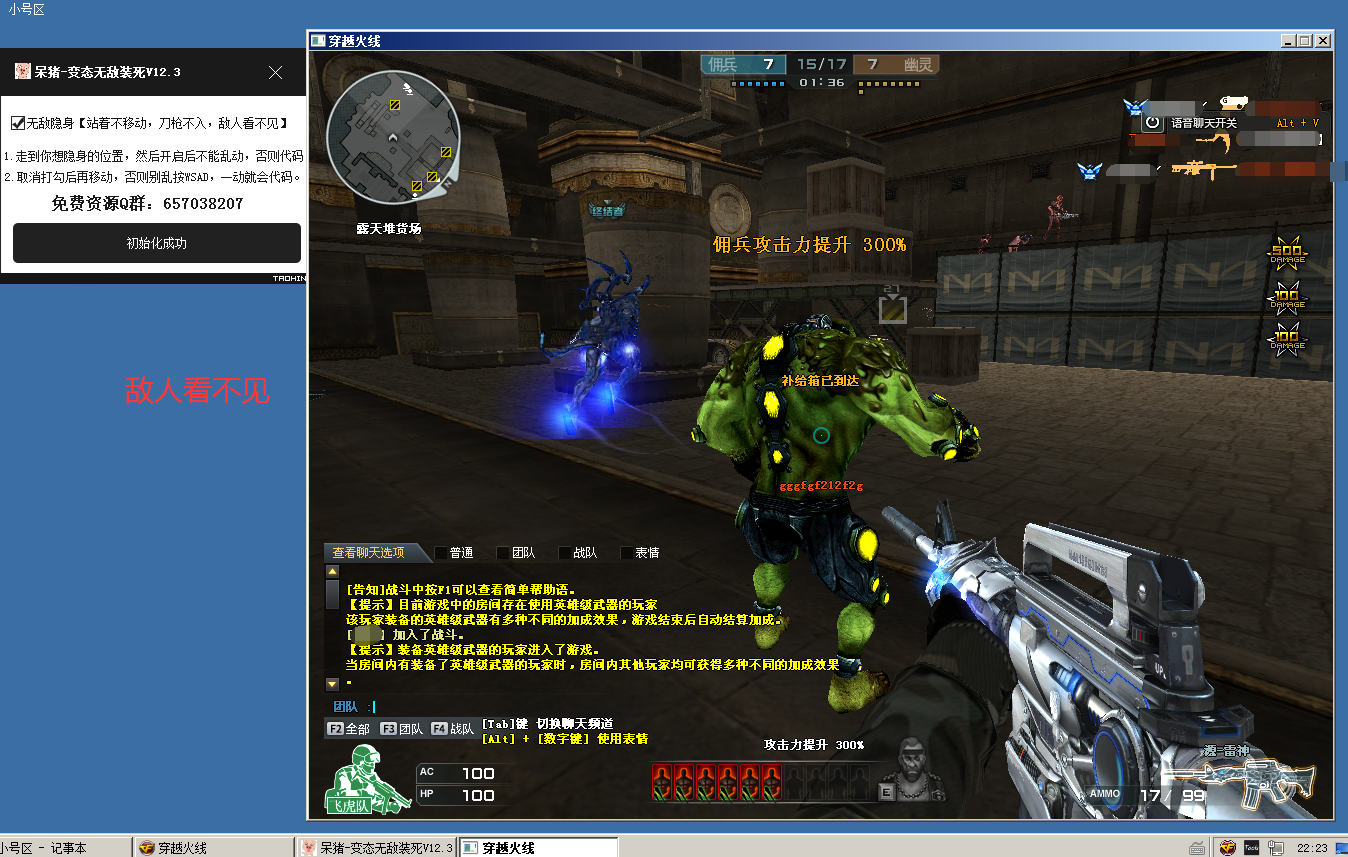 小号区
呆猪-变态无敌装死V12.3
无敌隐身【站着不移动，刀枪不入，敌人看不见】
1.走到你想隐身的位置，然后开启后不能乱动，否则代码
2.取消打勾后再移动，否则别乱按WSAD，一动就会代码。
免费资源Q群：657038207
初始化成功
TAOHIN
敌人看不见
穿越火线
佣兵 7 15/17 7 幽灵
01:36
G
语音聊天开关 Alt + V
露天堆货场
终结者
佣兵攻击力提升 300%
500
DAMAGE
100
DAMAGE
100
DAMAGE
21
补给箱已到达
gggfgf212f2g
查看聊天选项 普通 团队 战队 表情
[告知]战斗中按F1可以查看简单帮助语。
【提示】目前游戏中的房间存在使用英雄级武器的玩家
该玩家装备的英雄级武器有多种不同的加成效果，游戏结束后自动结算加成。
[ ] 加入了战斗。
【提示】装备英雄级武器的玩家进入了游戏。
当房间内有装备了英雄级武器的玩家时，房间内其他玩家均可获得多种不同的加成效果
。
团队 :
F2 全部 F3 团队 F4 战队 [Tab]键 切换聊天频道
[Alt] + [数字键] 使用表情
攻击力提升 300%
飞虎队
AC 100
HP 100
E
UP
源-雷神
AMMO 17/ 99
小号区 - 记事本
穿越火线
呆猪-变态无敌装死V12.3
穿越火线
22:23